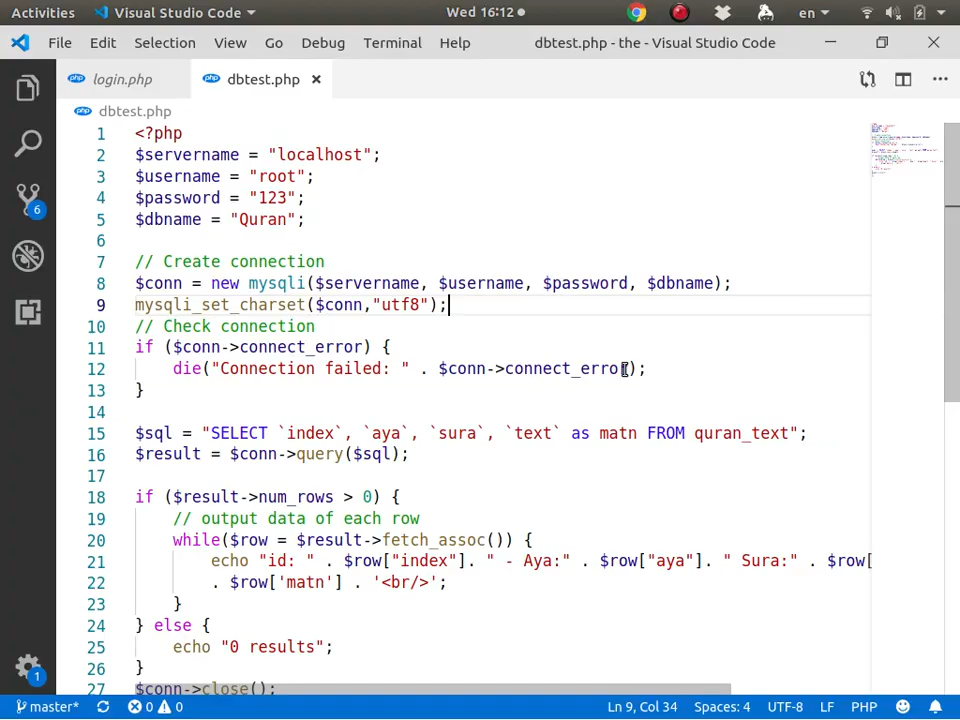 Activities Visual Studio Code Wed 16:12 en
File Edit Selection View Go Debug Terminal Help dbtest.php - the - Visual Studio Code
php login.php php dbtest.php
php dbtest.php
1 <?php
2 $servername = "localhost";
3 $username = "root";
4 $password = "123";
5 $dbname = "Quran";
6
7 // Create connection
8 $conn = new mysqli($servername, $username, $password, $dbname);
9 mysqli_set_charset($conn,"utf8");
10 // Check connection
11 if ($conn->connect_error) {
12 die("Connection failed: " . $conn->connect_error);
13 }
14
15 $sql = "SELECT `index`, `aya`, `sura`, `text` as matn FROM quran_text";
16 $result = $conn->query($sql);
17
18 if ($result->num_rows > 0) {
19 // output data of each row
20 while($row = $result->fetch_assoc()) {
21 echo "id: " . $row["index"]. " - Aya:" . $row["aya"]. " Sura:" . $row[
22 . $row['matn'] . '<br/>';
23 }
24 } else {
25 echo "0 results";
26 }
27 $conn->close();
6
1
master* 0 0 Ln 9, Col 34 Spaces: 4 UTF-8 LF PHP